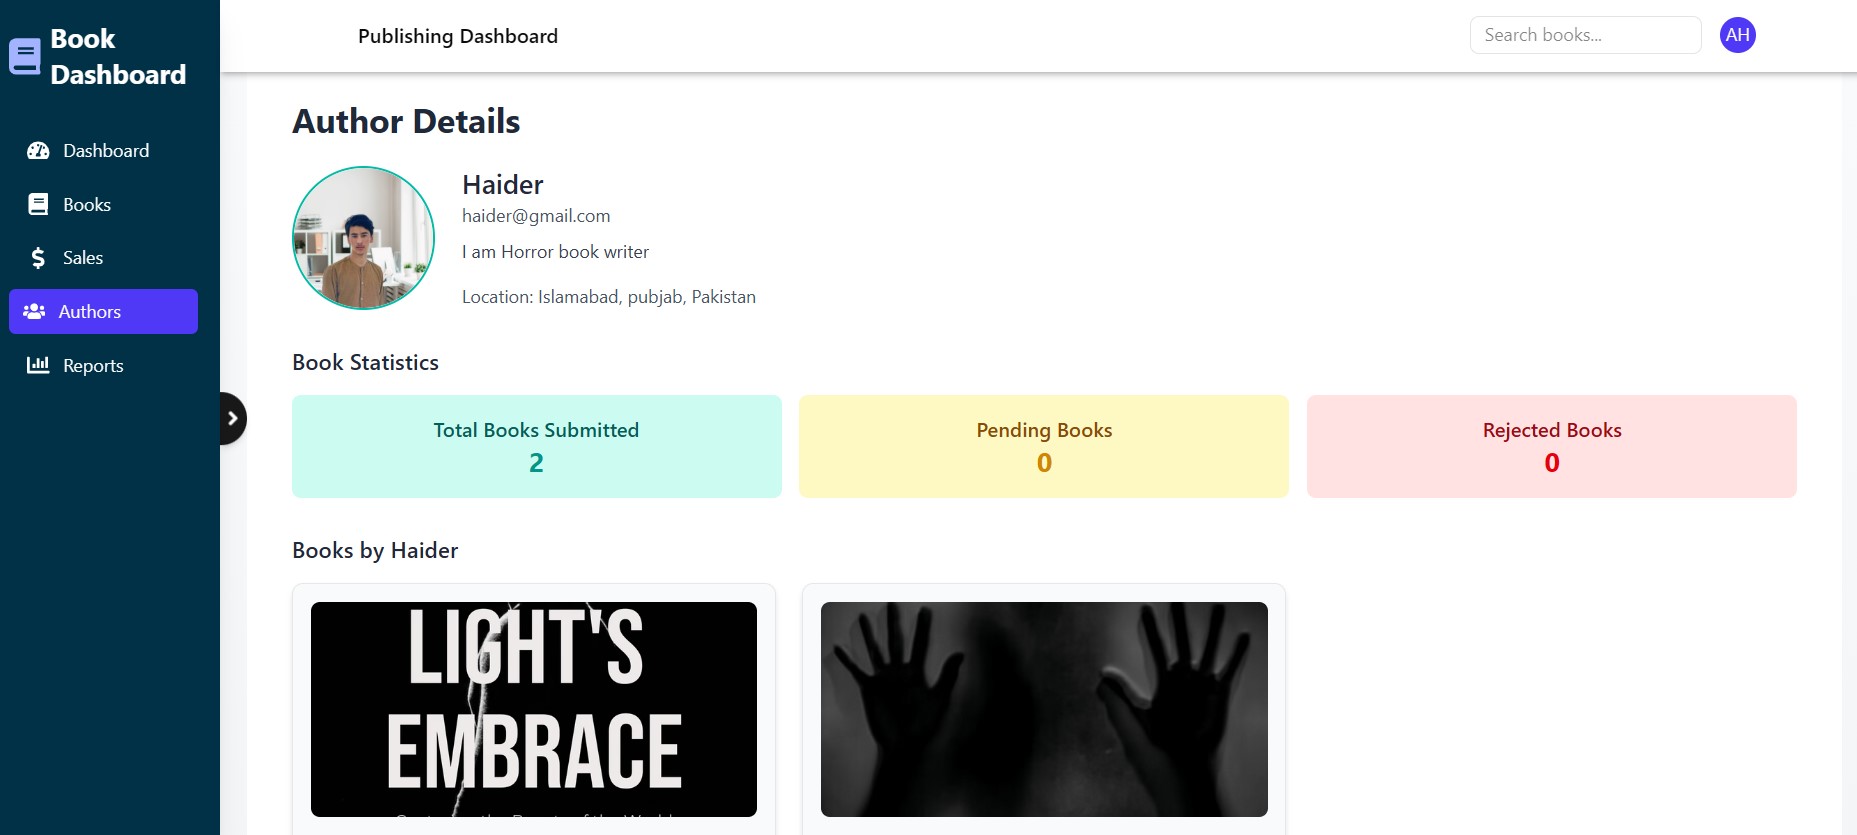 Book
Dashboard
Dashboard
Books
Sales
Authors
Reports
Publishing Dashboard
Search books...
AH
Author Details
Haider
haider@gmail.com
I am Horror book writer
Location: Islamabad, pubjab, Pakistan
Book Statistics
Total Books Submitted
2
Pending Books
0
Rejected Books
0
Books by Haider
LIGHT'S
EMBRACE